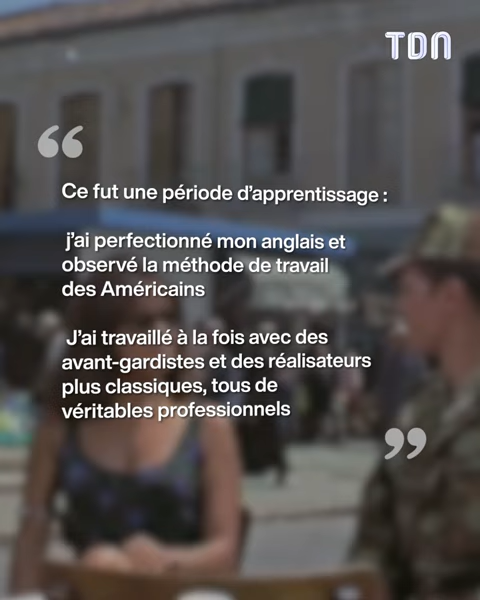 TDN
“
Ce fut une période d’apprentissage :
j’ai perfectionné mon anglais et
observé la méthode de travail
des Américains
J’ai travaillé à la fois avec des
avant-gardistes et des réalisateurs
plus classiques, tous de
véritables professionnels
”